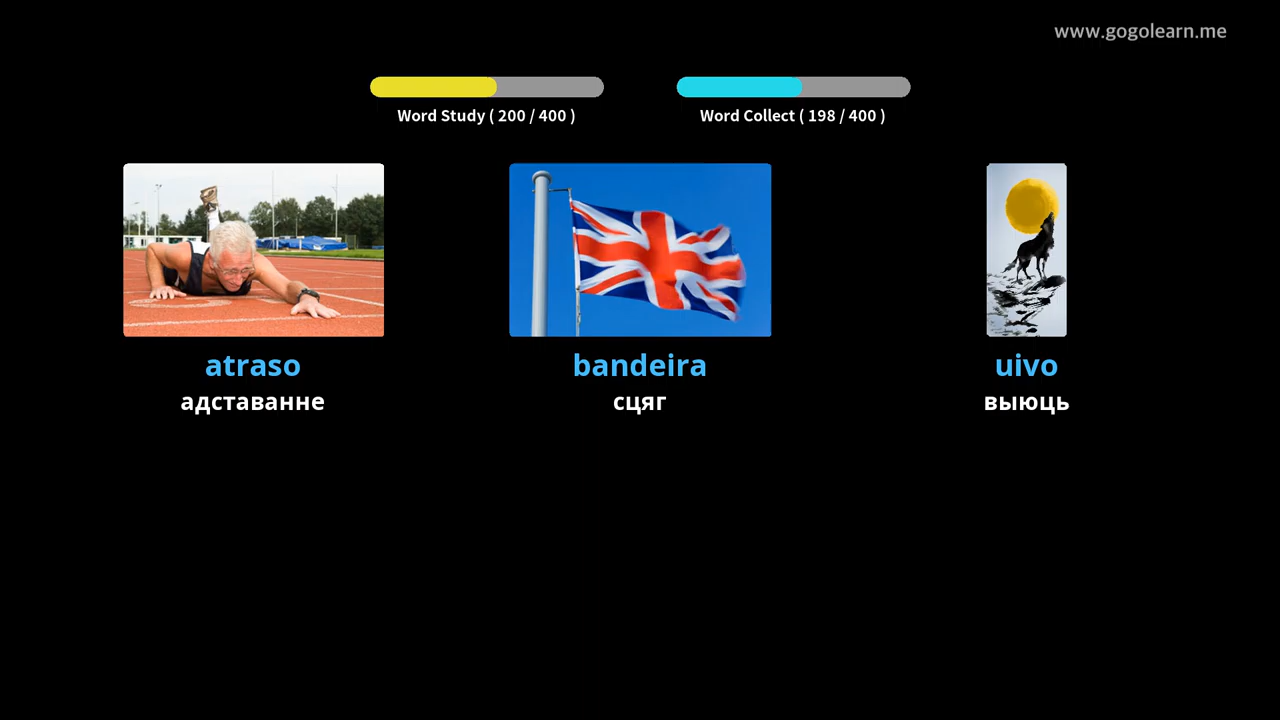 www.gogolearn.me
Word Study ( 200 / 400 )
Word Collect ( 198 / 400 )
atraso
адставанне
bandeira
сцяг
uivo
выюць